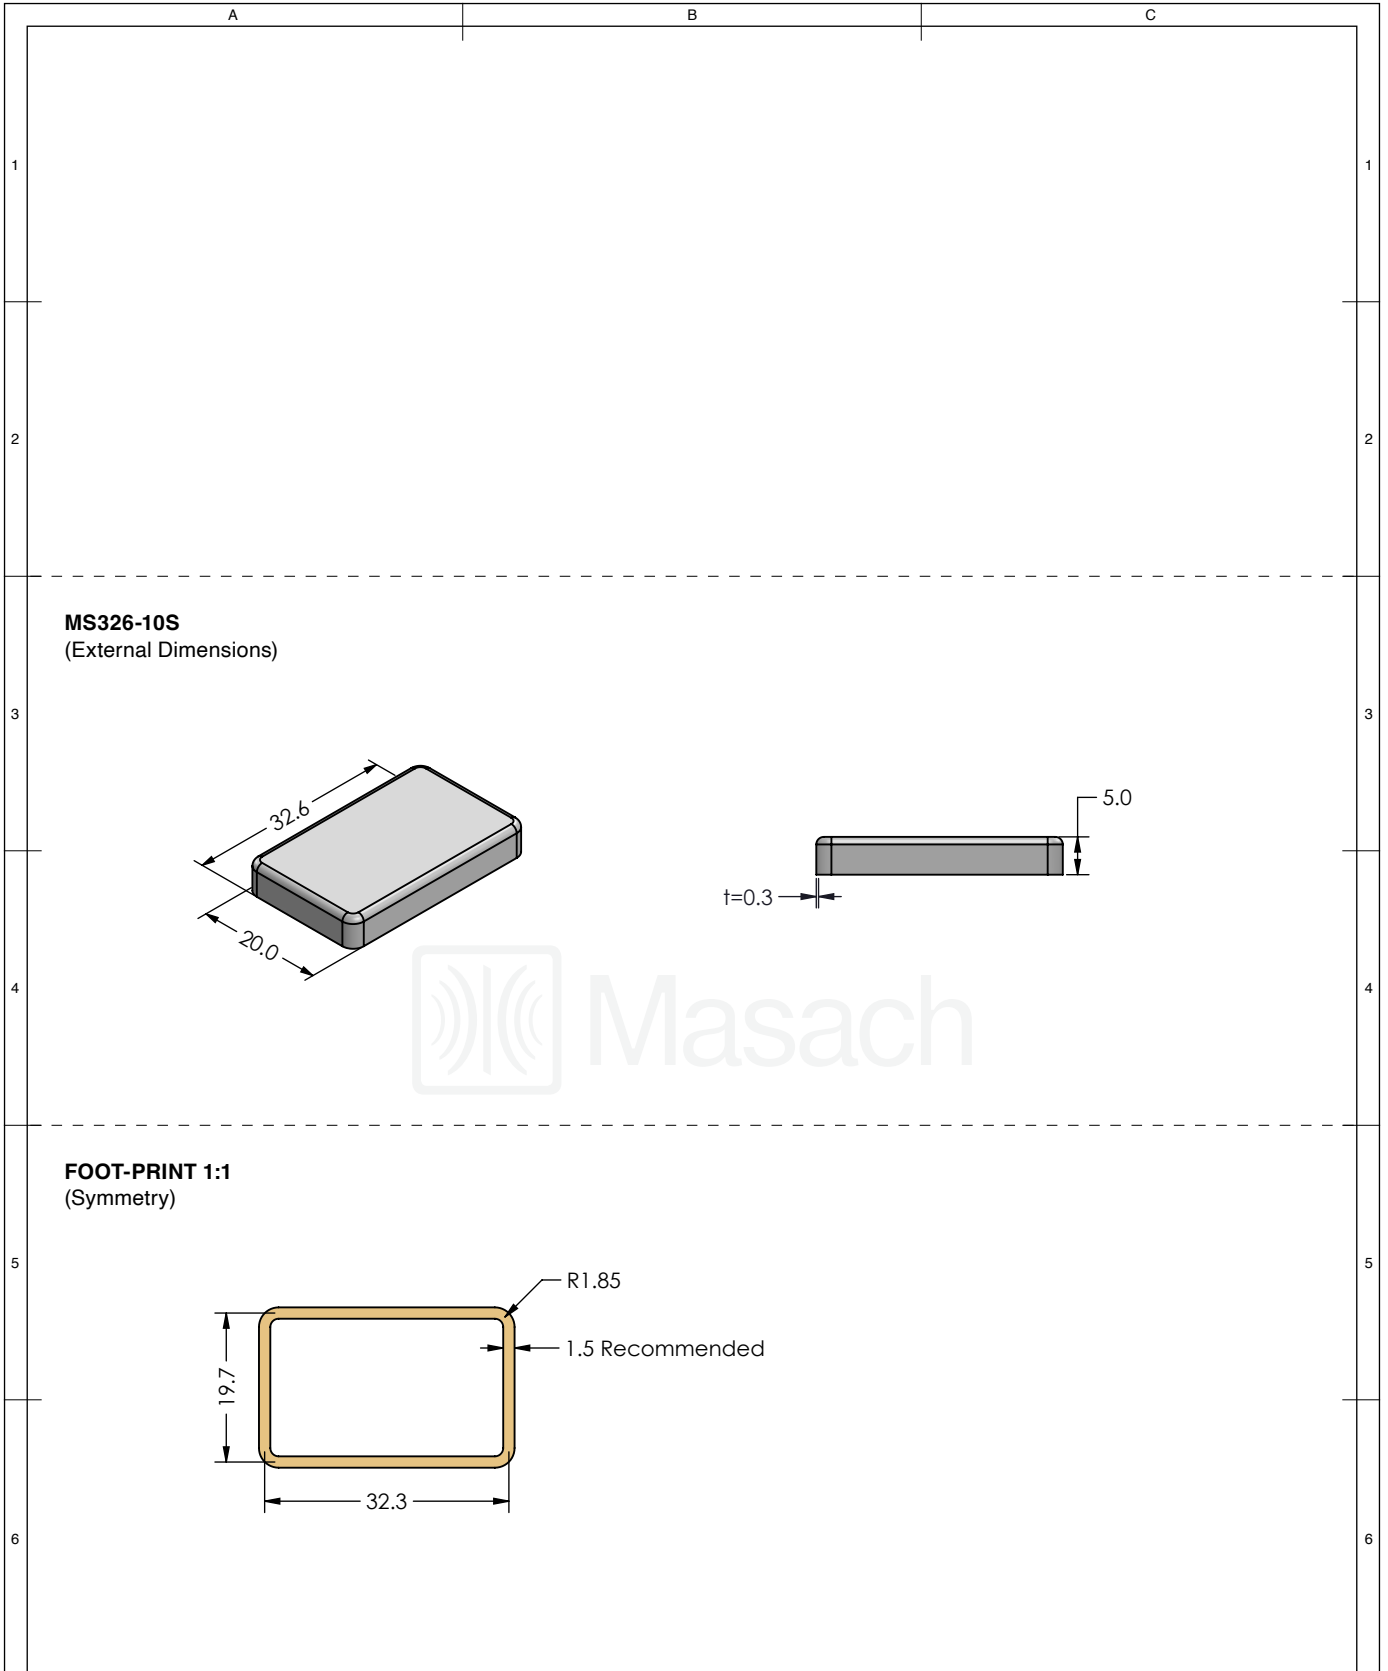 A B C
1 1
2 2
MS326-10S
(External Dimensions)
3 3
32.6
5.0
t=0.3
20.0
4 4
Masach
FOOT-PRINT 1:1
(Symmetry)
5 5
R1.85
1.5 Recommended
19.7
32.3
6 6